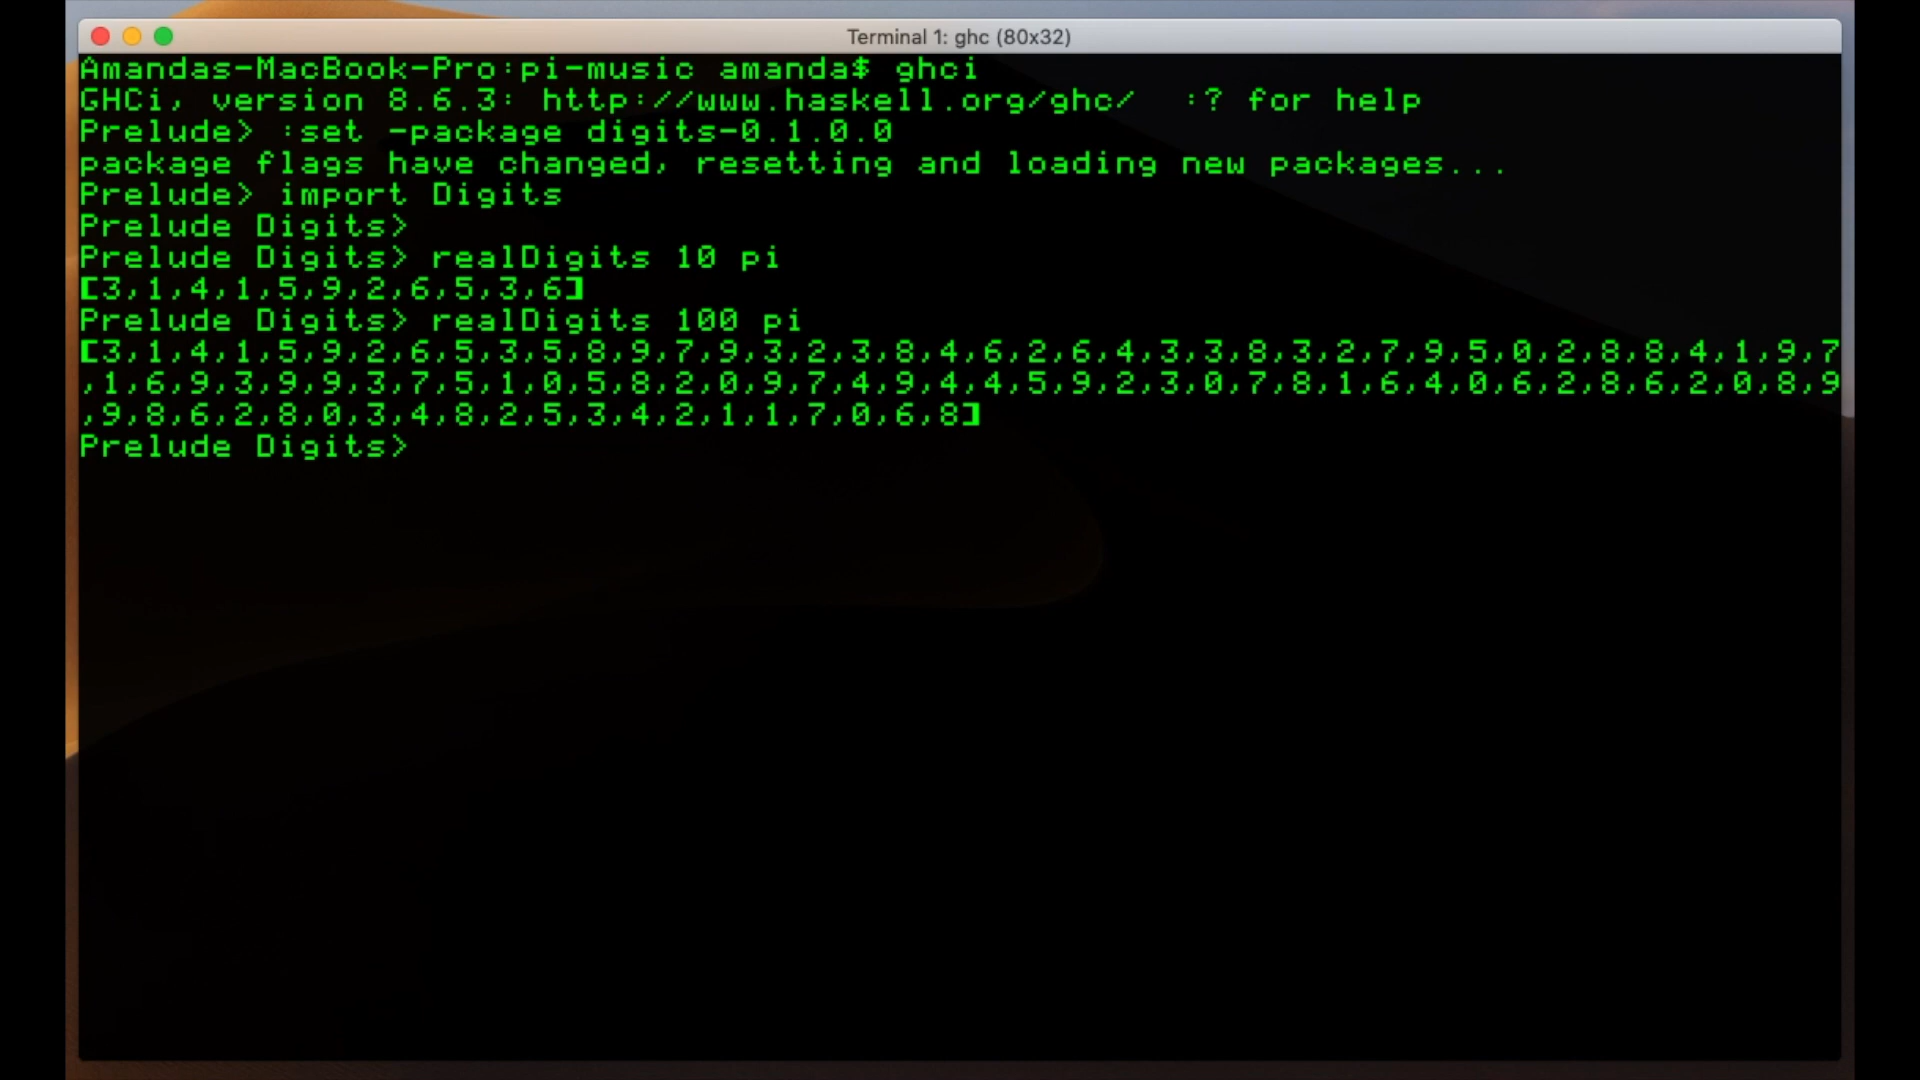 Terminal 1: ghc (80x32)
Amandas-MacBook-Pro:pi-music amanda$ ghci
GHCi, version 8.6.3: http://www.haskell.org/ghc/  :? for help
Prelude> :set -package digits-0.1.0.0
package flags have changed, resetting and loading new packages...
Prelude> import Digits
Prelude Digits>
Prelude Digits> realDigits 10 pi
[3,1,4,1,5,9,2,6,5,3,6]
Prelude Digits> realDigits 100 pi
[3,1,4,1,5,9,2,6,5,3,5,8,9,7,9,3,2,3,8,4,6,2,6,4,3,3,8,3,2,7,9,5,0,2,8,8,4,1,9,7
,1,6,9,3,9,9,3,7,5,1,0,5,8,2,0,9,7,4,9,4,4,5,9,2,3,0,7,8,1,6,4,0,6,2,8,6,2,0,8,9
,9,8,6,2,8,0,3,4,8,2,5,3,4,2,1,1,7,0,6,8]
Prelude Digits>